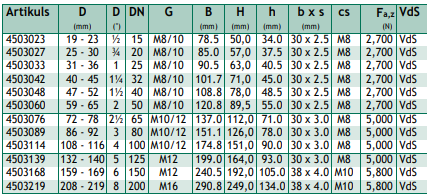 Artikuls D D DN G B H h b x s cs Fa,z VdS
(mm) (") (mm) (mm) (mm) (mm) (N)
4503023 19 - 23 ½ 15 M8/10 78.5 50,0 34.0 30 x 2.5 M8 2,700 VdS
4503027 25 - 30 ¾ 20 M8/10 85.0 57,0 37.5 30 x 2.5 M8 2,700 VdS
4503033 31 - 36 1 25 M8/10 90.5 63,0 40.5 30 x 2.5 M8 2,700 VdS
4503042 40 - 45 1¼ 32 M8/10 101.7 71,0 45.0 30 x 2.5 M8 2,700 VdS
4503048 47 - 52 1½ 40 M8/10 108.8 78,0 48.5 30 x 2.5 M8 2,700 VdS
4503060 59 - 65 2 50 M8/10 120.8 89,5 55.0 30 x 2.5 M8 2,700 VdS
4503076 72 - 78 2½ 65 M10/12 137.0 112,0 71.0 30 x 3.0 M8 5,000 VdS
4503089 86 - 92 3 80 M10/12 151.1 126,0 78.0 30 x 3.0 M8 5,000 VdS
4503114 108 - 116 4 100 M10/12 174.8 151,0 90.0 30 x 3.0 M8 5,000 VdS
4503139 132 - 140 5 125 M12 199.0 164,0 93.0 30 x 3.0 M8 5,000 VdS
4503168 159 - 169 6 150 M12 240.5 192,0 105.0 38 x 4.0 M10 5,800 VdS
4503219 208 - 219 8 200 M16 290.8 249,0 134.0 38 x 4.0 M10 5,800 VdS